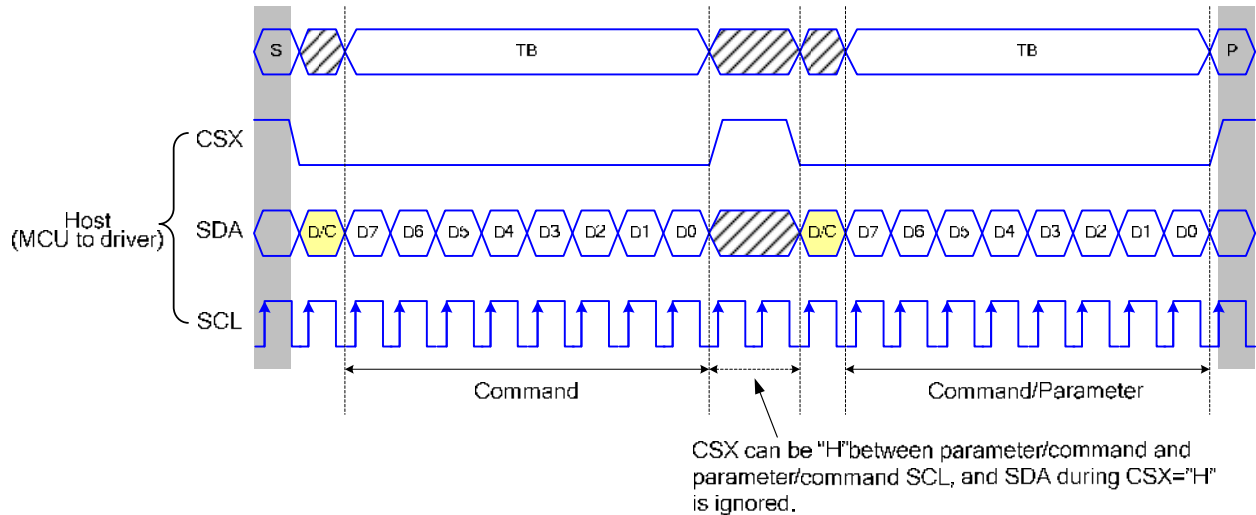 S TB TB P
CSX
Host
(MCU to driver)
SDA D/C D7 D6 D5 D4 D3 D2 D1 D0 D/C D7 D6 D5 D4 D3 D2 D1 D0
SCL
Command Command/Parameter
CSX can be "H"between parameter/command and
parameter/command SCL, and SDA during CSX="H"
is ignored.